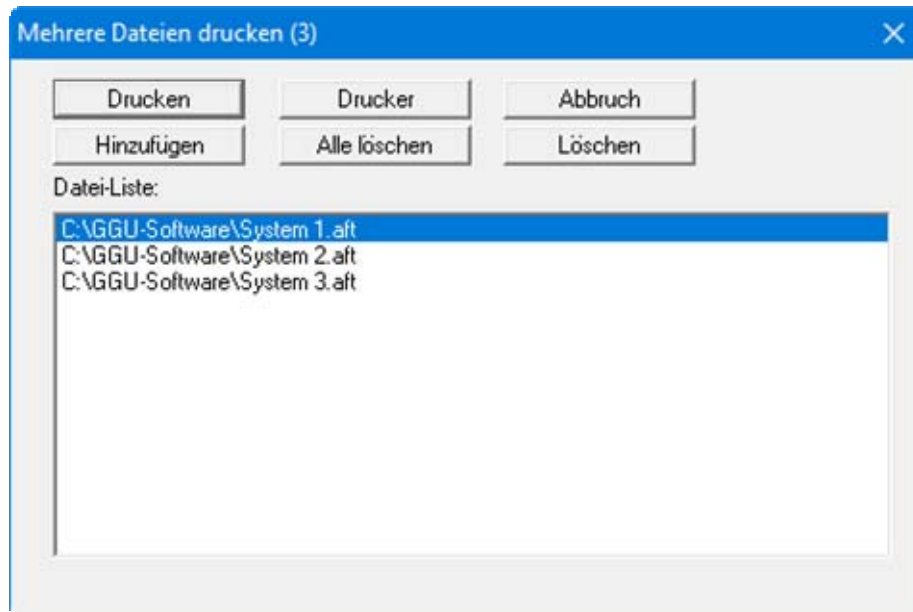 Mehrere Dateien drucken (3)
Drucken Drucker Abbruch
Hinzufügen Alle löschen Löschen
Datei-Liste:
C:\GGU-Software\System 1.aft
C:\GGU-Software\System 2.aft
C:\GGU-Software\System 3.aft